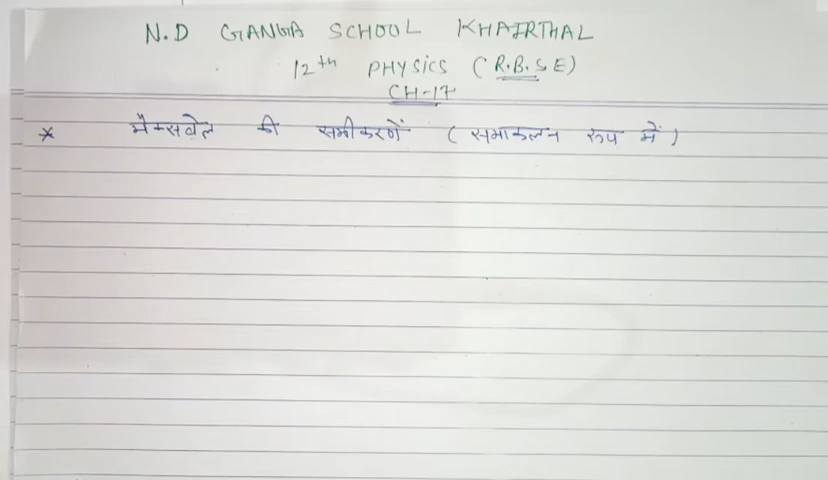 N.D GANGA SCHOOL KHAIRTHAL
12th PHYSICS (R.B.S E)
CH-17
* मैक्सवेल की समीकरणें (समाकलन रूप में)